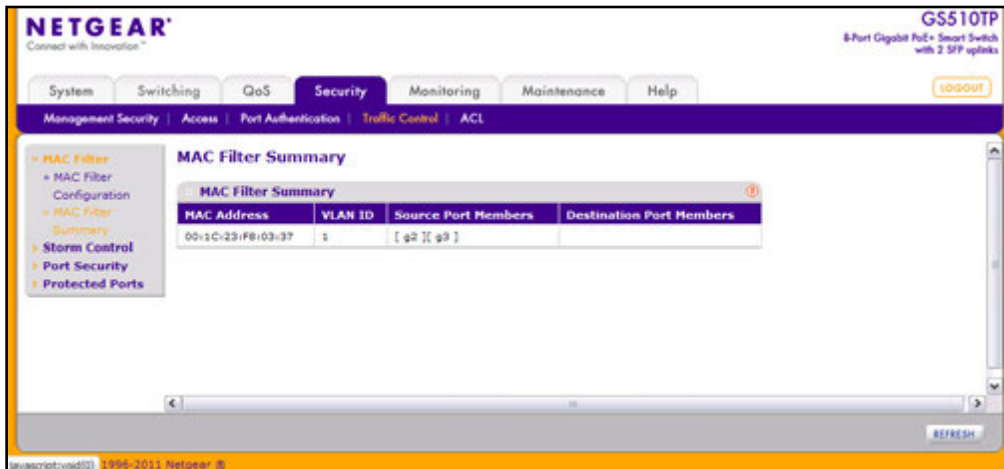 NETGEAR®
Connect with Innovation™
GS510TP
8-Port Gigabit PoE+ Smart Switch
with 2 SFP uplinks
System Switching QoS Security Monitoring Maintenance Help LOGOUT
Management Security | Access | Port Authentication | Traffic Control | ACL
MAC Filter
MAC Filter
Configuration
MAC Filter
Summary
Storm Control
Port Security
Protected Ports
MAC Filter Summary
MAC Filter Summary
MAC Address VLAN ID Source Port Members Destination Port Members
00:1C:23:F8:03:37 1 [ g2 ][ g3 ]
REFRESH
javascript:void(0) 1996-2011 Netgear ®